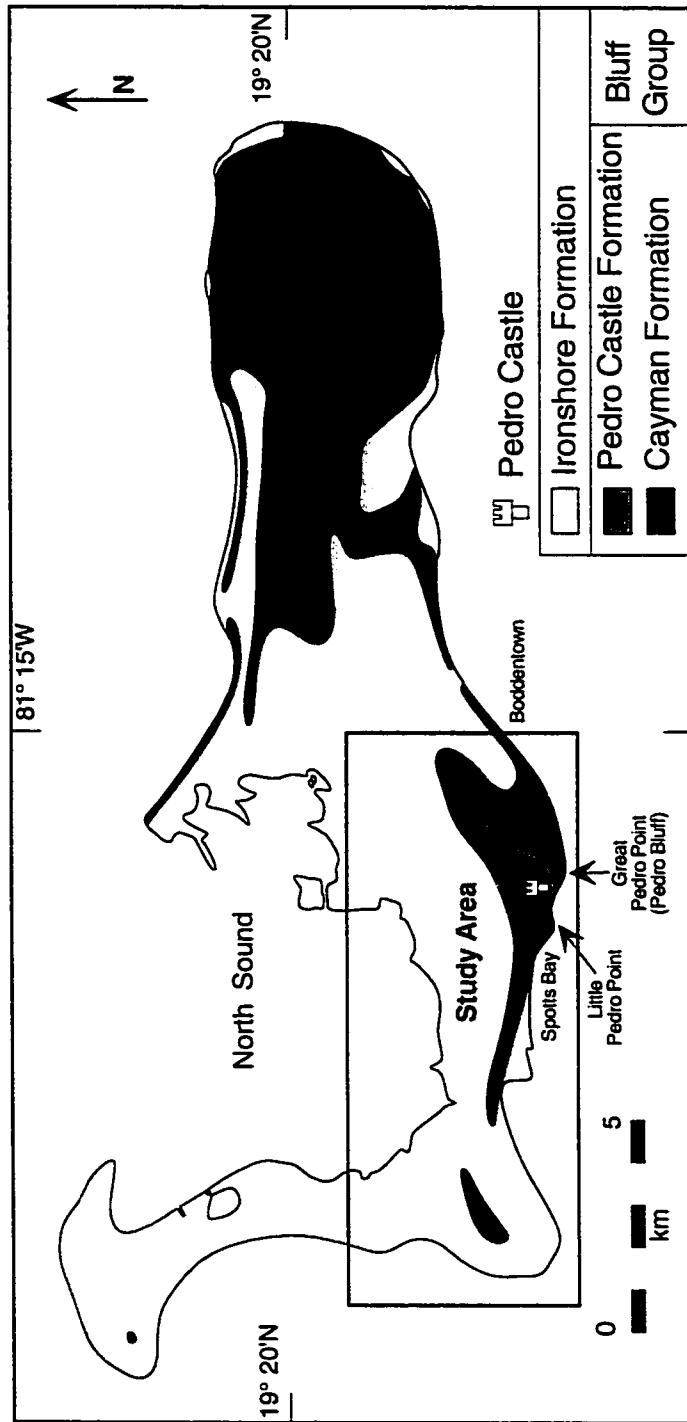 81° 15'W
N
19° 20'N
North Sound
Study Area
Boddentown
Spotts Bay
Little
Pedro Point
Great
Pedro Point
(Pedro Bluff)
19° 20'N
0
5
km
Pedro Castle
Ironshore Formation
Pedro Castle Formation
Cayman Formation
Bluff
Group